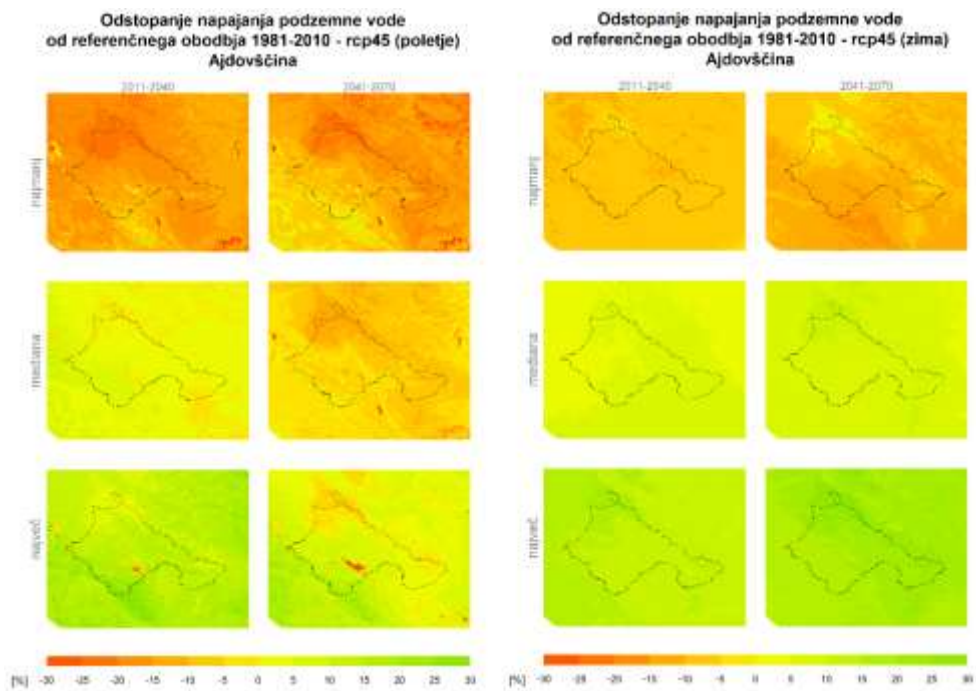 Odstopanje napajanja podzemne vode
od referenčnega obodbja 1981-2010 - rcp45 (poletje)
Ajdovščina
2011-2040
2041-2070
najmanj
mediana
največ
[%] -30 -25 -20 -15 -10 -5 0 5 10 15 20 25 30
Odstopanje napajanja podzemne vode
od referenčnega obodbja 1981-2010 - rcp45 (zima)
Ajdovščina
2011-2040
2041-2070
najmanj
mediana
največ
[%] -30 -25 -20 -15 -10 -5 0 5 10 15 20 25 30